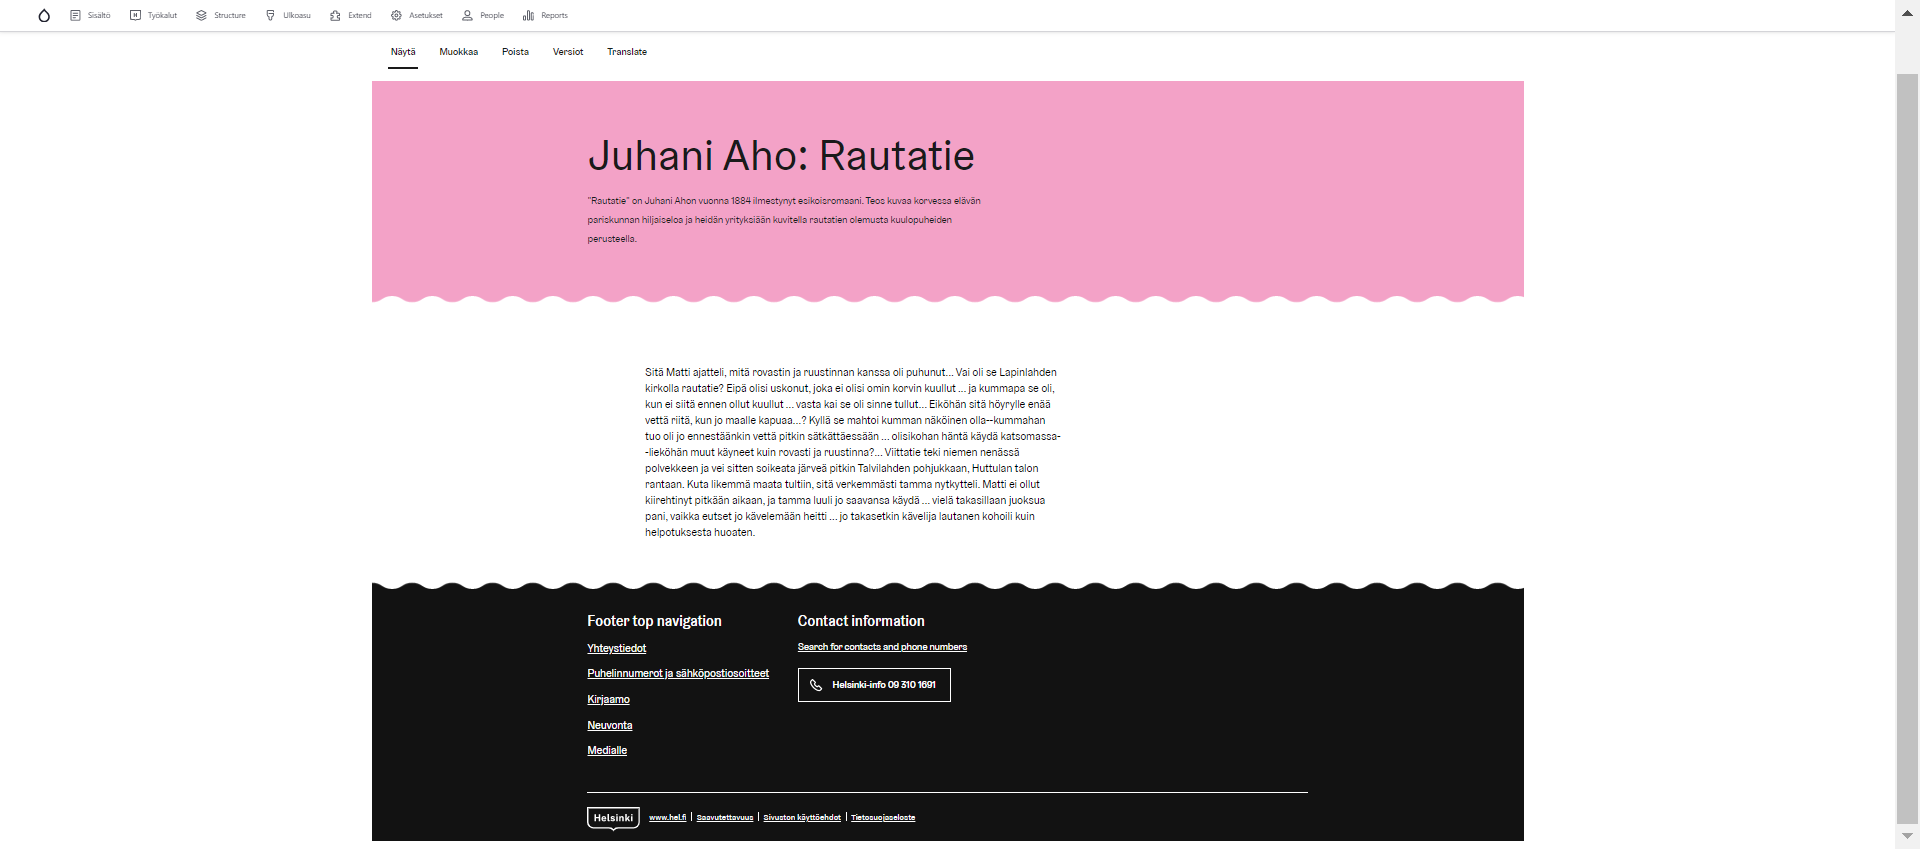 Sisältö Työkalut Structure Ulkoasu Extend Asetukset People Reports
Näytä Muokkaa Poista Versiot Translate
Juhani Aho: Rautatie
"Rautatie" on Juhani Ahon vuonna 1884 ilmestynyt esikoisromaani. Teos kuvaa korvessa elävän
pariskunnan hiljaiseloa ja heidän yrityksiään kuvitella rautatien olemusta kuulopuheiden
perusteella.
Sitä Matti ajatteli, mitä rovastin ja ruustinnan kanssa oli puhunut... Vai oli se Lapinlahden
kirkolla rautatie? Eipä olisi uskonut, joka ei olisi omin korvin kuullut ... ja kummapa se oli,
kun ei siitä ennen ollut kuullut ... vasta kai se oli sinne tullut... Eiköhän sitä höyrylle enää
vettä riitä, kun jo maalle kapuaa...? Kyllä se mahtoi kumman näköinen olla--kummahan
tuo oli jo ennestäänkin vettä pitkin sätkättäessään ... olisikohan häntä käydä katsomassa-
-lieköhän muut käyneet kuin rovasti ja ruustinna?... Viittatie teki niemen nenässä
polvekkeen ja vei sitten soikeata järveä pitkin Talvilahden pohjukkaan, Huttulan talon
rantaan. Kuta likemmä maata tultiin, sitä verkemmästi tamma nytkytteli. Matti ei ollut
kiirehtinyt pitkään aikaan, ja tamma luuli jo saavansa käydä ... vielä takasillaan juoksua
pani, vaikka eutset jo kävelemään heitti ... jo takasetkin kävelija lautanen kohoili kuin
helpotuksesta huoaten.
Footer top navigation
Yhteystiedot
Puhelinnumerot ja sähköpostiosoitteet
Kirjaamo
Neuvonta
Medialle
Contact information
Search for contacts and phone numbers
Helsinki-info 09 310 1691
Helsinki www.hel.fi Saavutettavuus Sivuston käyttöehdot Tietosuojaseloste